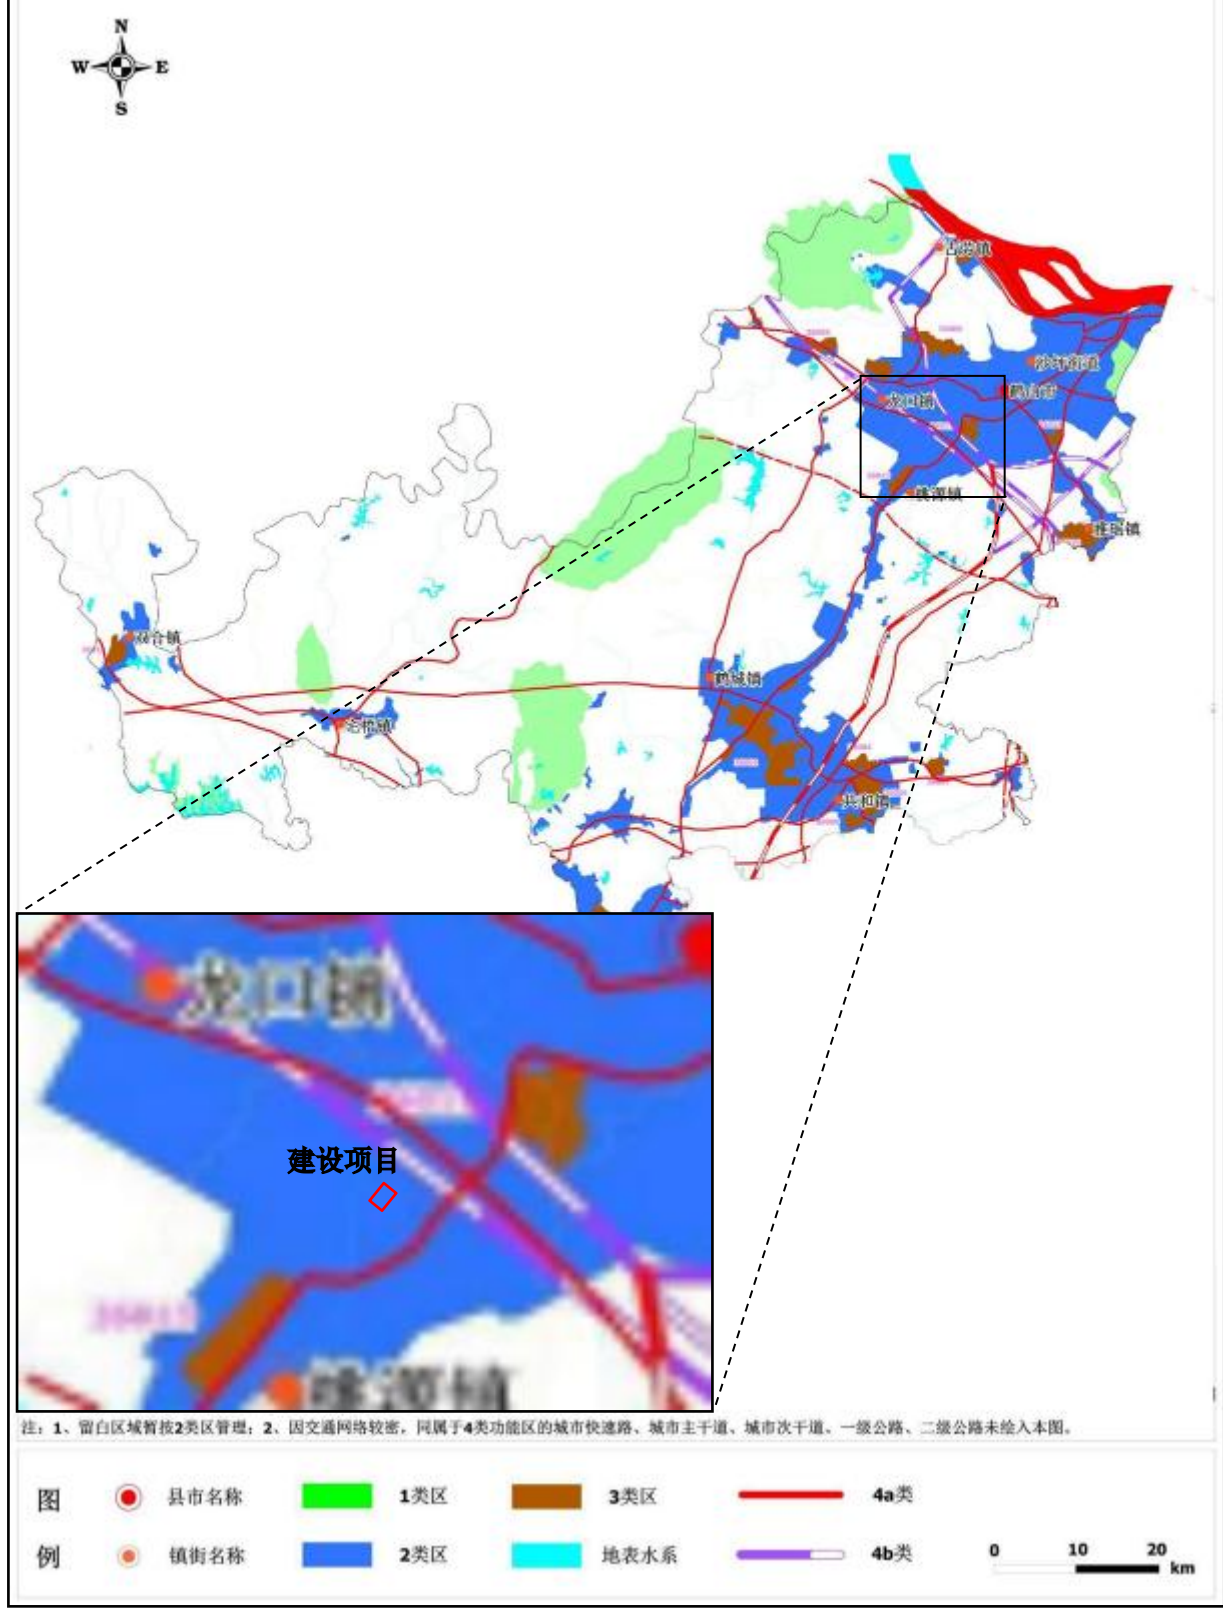 N
W E
S
古劳镇
沙坪街道
龙口镇
鹤山市
桃源镇
雅瑶镇
双合镇
鹤城镇
宅梧镇
共和镇
龙口镇
建设项目
桃源镇
注：1、留白区域暂按2类区管理；2、因交通网络较密，同属于4类功能区的城市快速路、城市主干道、城市次干道、一级公路、二级公路未绘入本图。
图 县市名称 1类区 3类区 4a类
例 镇街名称 2类区 地表水系 4b类
0 10 20
km